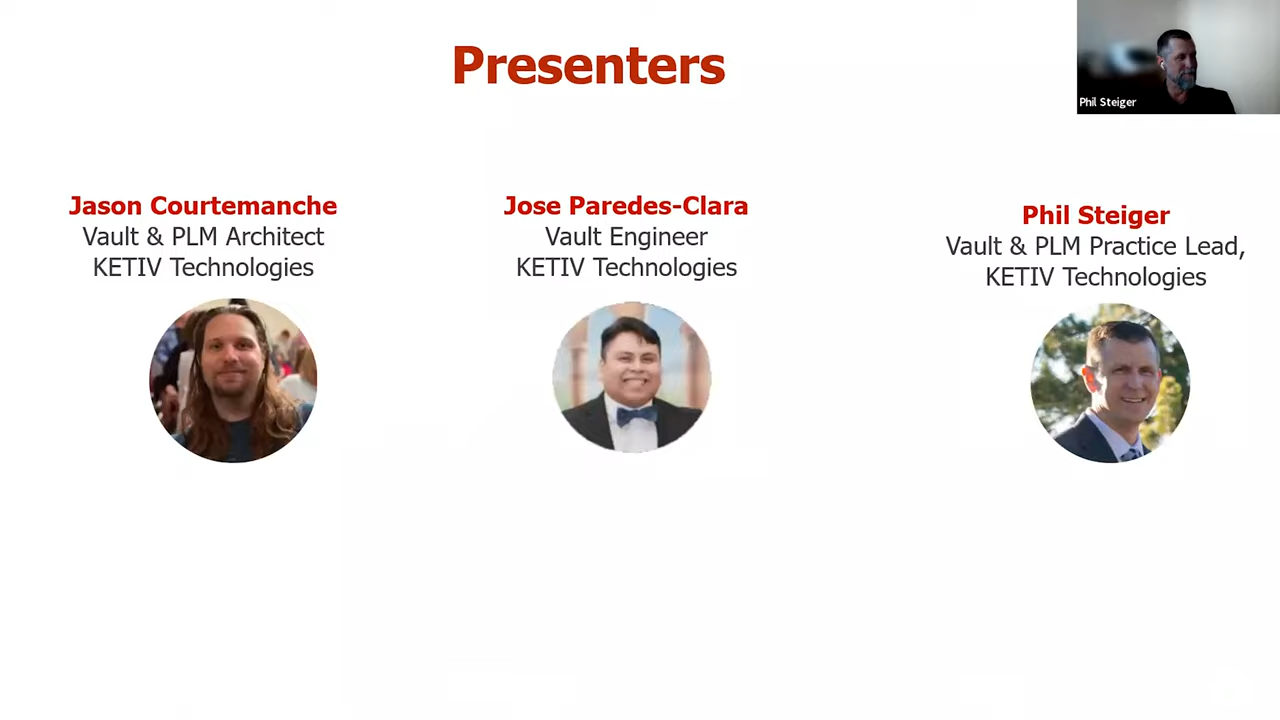 Presenters
Phil Steiger
Jason Courtemanche
Vault & PLM Architect
KETIV Technologies
Jose Paredes-Clara
Vault Engineer
KETIV Technologies
Phil Steiger
Vault & PLM Practice Lead,
KETIV Technologies